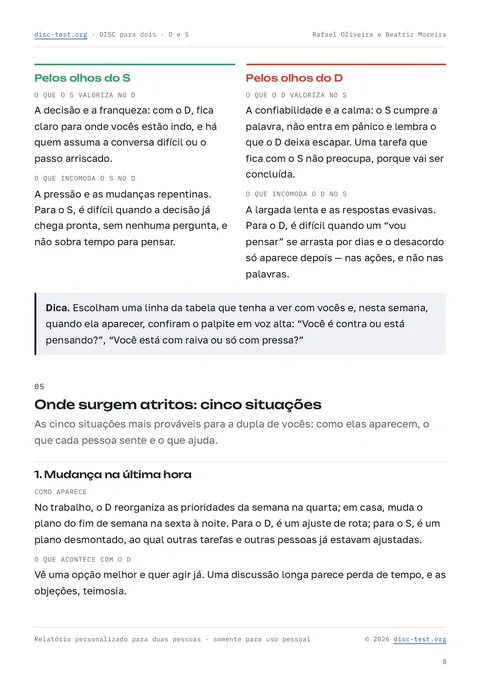 disc-test.org · DISC para dois · D e S
Rafael Oliveira e Beatriz Moreira
Pelos olhos do S
O QUE O S VALORIZA NO D
A decisão e a franqueza: com o D, fica
claro para onde vocês estão indo, e há
quem assuma a conversa difícil ou o
passo arriscado.
O QUE INCOMODA O S NO D
A pressão e as mudanças repentinas.
Para o S, é difícil quando a decisão já
chega pronta, sem nenhuma pergunta, e
não sobra tempo para pensar.
Pelos olhos do D
O QUE O D VALORIZA NO S
A confiabilidade e a calma: o S cumpre a
palavra, não entra em pânico e lembra o
que o D deixa escapar. Uma tarefa que
fica com o S não preocupa, porque vai ser
concluída.
O QUE INCOMODA O D NO S
A largada lenta e as respostas evasivas.
Para o D, é difícil quando um “vou
pensar” se arrasta por dias e o desacordo
só aparece depois — nas ações, e não nas
palavras.
Dica. Escolham uma linha da tabela que tenha a ver com vocês e, nesta semana,
quando ela aparecer, confiram o palpite em voz alta: “Você é contra ou está
pensando?”, “Você está com raiva ou só com pressa?”
05
Onde surgem atritos: cinco situações
As cinco situações mais prováveis para a dupla de vocês: como elas aparecem, o
que cada pessoa sente e o que ajuda.
1. Mudança na última hora
COMO APARECE
No trabalho, o D reorganiza as prioridades da semana na quarta; em casa, muda o
plano do fim de semana na sexta à noite. Para o D, é um ajuste de rota; para o S, é um
plano desmontado, ao qual outras tarefas e outras pessoas já estavam ajustadas.
O QUE ACONTECE COM O D
Vê uma opção melhor e quer agir já. Uma discussão longa parece perda de tempo, e as
objeções, teimosia.
Relatório personalizado para duas pessoas · somente para uso pessoal
© 2026 disc-test.org
8